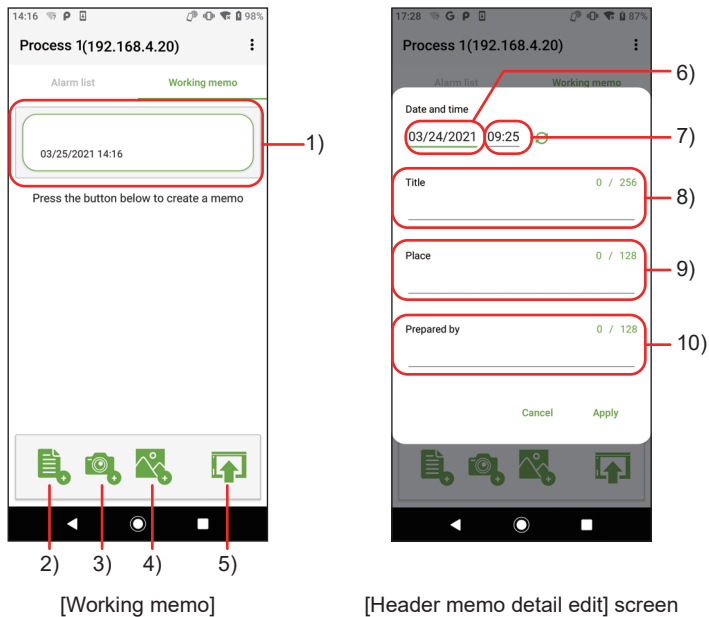 14:16 P 98%
Process 1(192.168.4.20)
Alarm list Working memo
03/25/2021 14:16
1)
Press the button below to create a memo
2) 3) 4) 5)
[Working memo]
17:28 G P 87%
Process 1(192.168.4.20)
Alarm list Working memo
6)
Date and time
03/24/2021 09:25
7)
Title 0 / 256
8)
Place 0 / 128
9)
Prepared by 0 / 128
10)
Cancel Apply
[Header memo detail edit] screen